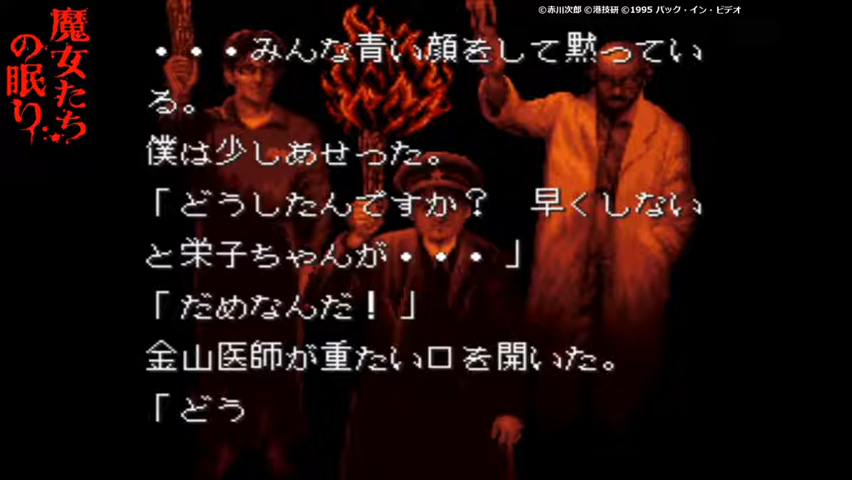 ©赤川次郎 ©港技研 ©1995 パック・イン・ビデオ
魔女たち
の眠り
・・・みんな青い顔をして黙ってい
る。
僕は少しあせった。
「どうしたんですか？　早くしない
と栄子ちゃんが・・・」
「だめなんだ！」
金山医師が重たい口を開いた。
「どう